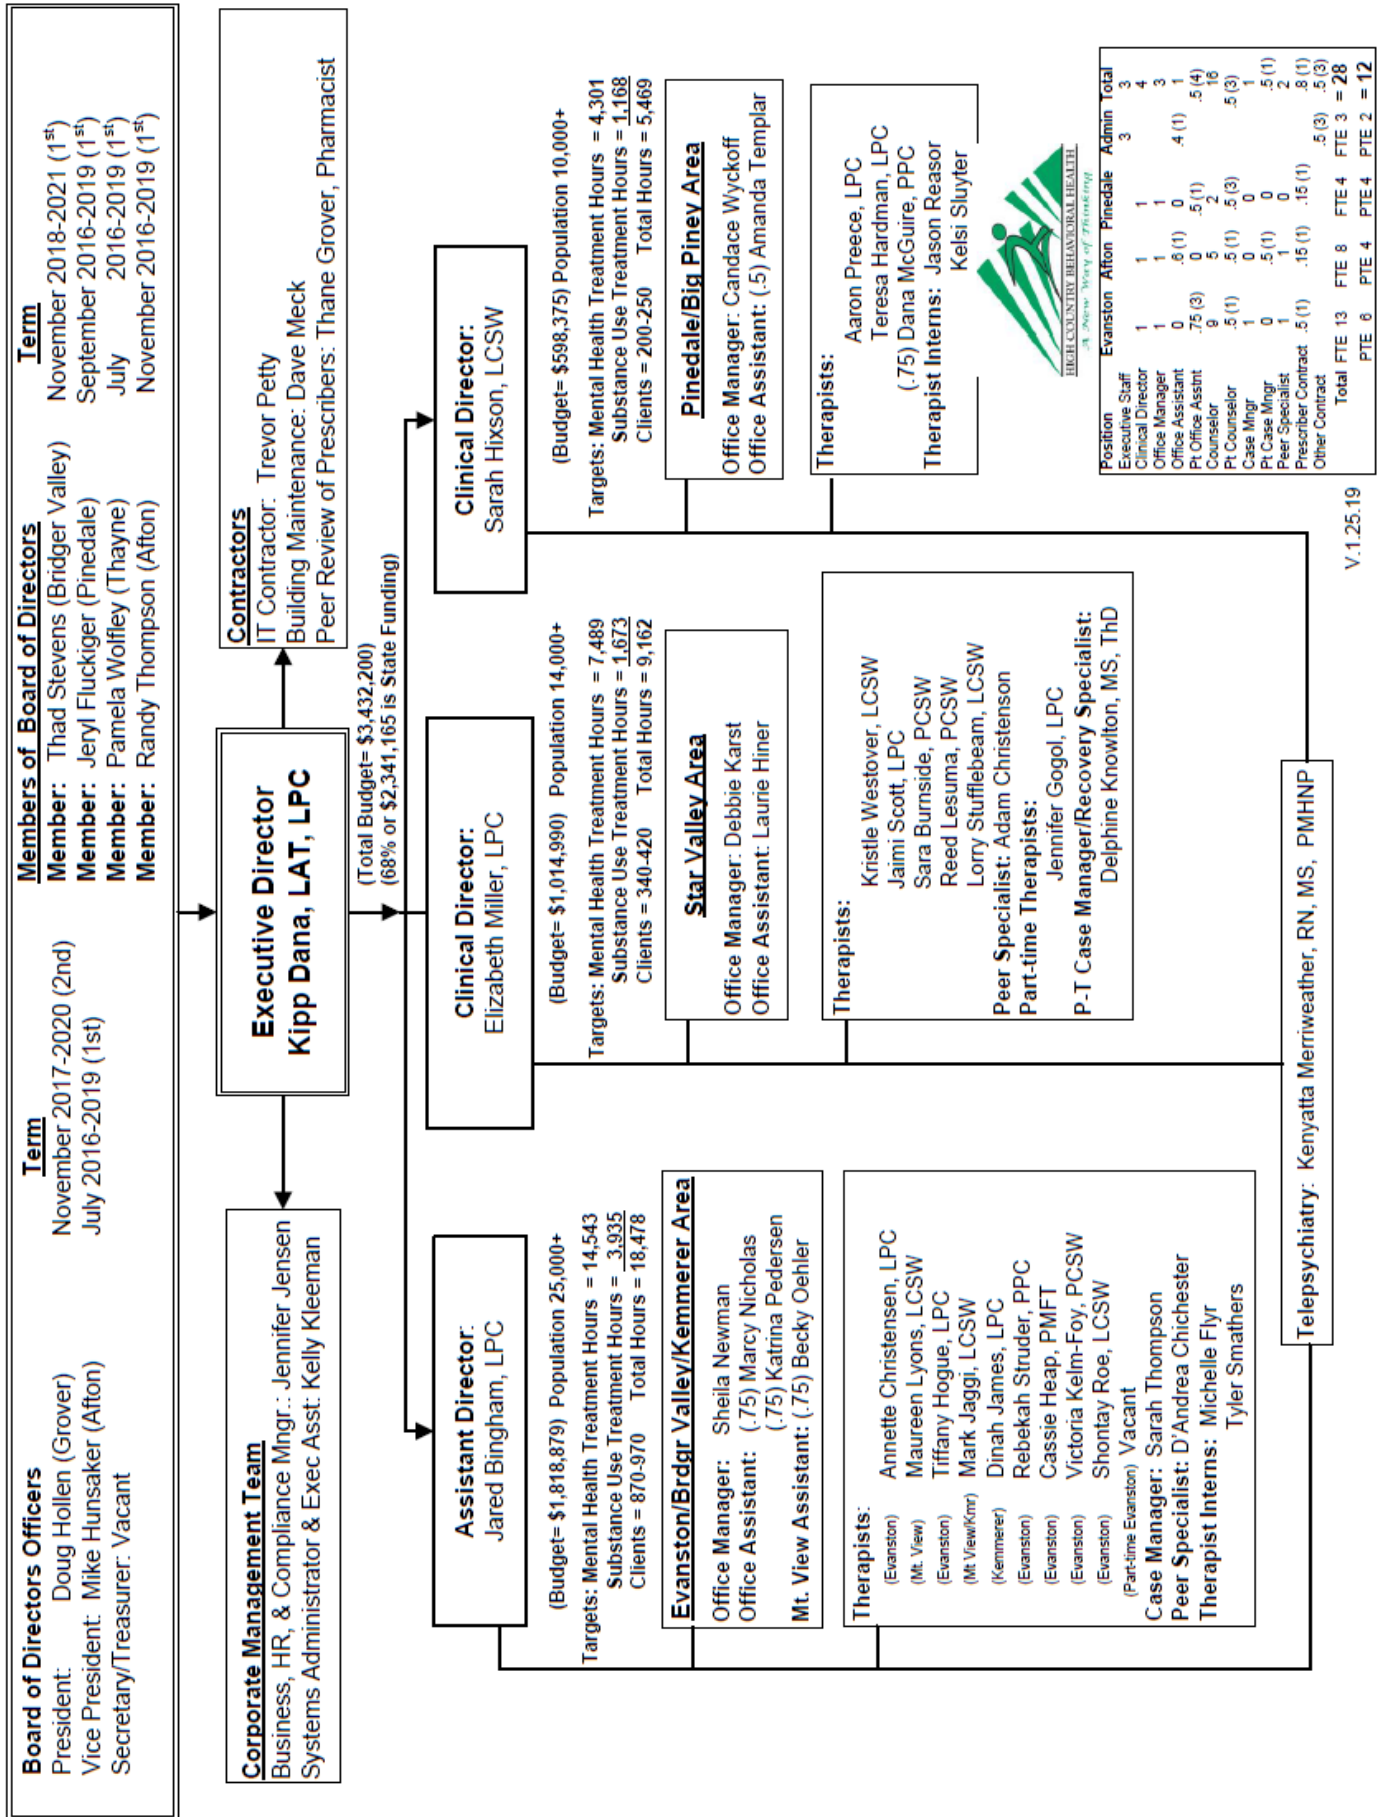 Board of Directors Officers
Term
President: Doug Hollen (Grover) November 2017-2020 (2nd)
Vice President: Mike Hunsaker (Afton) July 2016-2019 (1st)
Secretary/Treasurer: Vacant
Members of Board of Directors
Term
Member: Thad Stevens (Bridger Valley) November 2018-2021 (1st)
Member: Jeryl Fluckiger (Pinedale) September 2016-2019 (1st)
Member: Pamela Wolfley (Thayne) July 2016-2019 (1st)
Member: Randy Thompson (Afton) November 2016-2019 (1st)
Corporate Management Team
Business, HR, & Compliance Mngr.: Jennifer Jensen
Systems Administrator & Exec Asst: Kelly Kleeman
Executive Director
Kipp Dana, LAT, LPC
Contractors
IT Contractor: Trevor Petty
Building Maintenance: Dave Meck
Peer Review of Prescribers: Thane Grover, Pharmacist
(Total Budget= $3,432,200)
(68% or $2,341,165 is State Funding)
Assistant Director:
Jared Bingham, LPC
(Budget= $1,818,879) Population 25,000+
Targets: Mental Health Treatment Hours = 14,543
Substance Use Treatment Hours = 3,935
Clients = 870-970 Total Hours = 18,478
Evanston/Brdgr Valley/Kemmerer Area
Office Manager: Sheila Newman
Office Assistant: (.75) Marcy Nicholas
(.75) Katrina Pedersen
Mt. View Assistant: (.75) Becky Oehler
Therapists:
(Evanston) Annette Christensen, LPC
(Mt. View) Maureen Lyons, LCSW
(Evanston) Tiffany Hogue, LPC
(Mt View/Kmr) Mark Jaggi, LCSW
(Kemmerer) Dinah James, LPC
(Evanston) Rebekah Struder, PPC
(Evanston) Cassie Heap, PMFT
(Evanston) Victoria Kelm-Foy, PCSW
(Evanston) Shontay Roe, LCSW
(Part-time Evanston) Vacant
Case Manager: Sarah Thompson
Peer Specialist: D'Andrea Chichester
Therapist Interns: Michelle Flyr
Tyler Smathers
Clinical Director:
Elizabeth Miller, LPC
(Budget= $1,014,990) Population 14,000+
Targets: Mental Health Treatment Hours = 7,489
Substance Use Treatment Hours = 1,673
Clients = 340-420 Total Hours = 9,162
Star Valley Area
Office Manager: Debbie Karst
Office Assistant: Laurie Hiner
Therapists:
Kristle Westover, LCSW
Jaimi Scott, LPC
Sara Burnside, PCSW
Reed Lesuma, PCSW
Lorry Stufflebeam, LCSW
Peer Specialist: Adam Christenson
Part-time Therapists:
Jennifer Gogol, LPC
P-T Case Manager/Recovery Specialist:
Delphine Knowlton, MS, ThD
Clinical Director:
Sarah Hixson, LCSW
(Budget= $598,375) Population 10,000+
Targets: Mental Health Treatment Hours = 4,301
Substance Use Treatment Hours = 1,168
Clients = 200-250 Total Hours = 5,469
Pinedale/Big Piney Area
Office Manager: Candace Wyckoff
Office Assistant: (.5) Amanda Templar
Therapists:
Aaron Preece, LPC
Teresa Hardman, LPC
(.75) Dana McGuire, PPC
Therapist Interns: Jason Reasor
Kelsi Sluyter
Telepsychiatry: Kenyatta Merriweather, RN, MS, PMHNP
HIGH COUNTRY BEHAVIORAL HEALTH
A New Way of Thinking
Position Evanston Afton Pinedale Admin Total
Executive Staff 3 3
Clinical Director 1 1 1 4
Office Manager 1 1 1 3
Office Assistant 0 .6 (1) 0 .4 (1) 1
Pt Office Astnt .75 (3) 0 .5 (1) .5 (4)
Counselor 9 5 2 16
Pt Counselor .5 (1) .5 (1) .5 (3) .5 (3)
Case Mngr 1 0 0 1
Pt Case Mngr 0 .5 (1) 0 .5 (1)
Peer Specialist 1 1 0 2
Prescriber Contract .5 (1) .15 (1) .15 (1) .8 (1)
Other Contract .5 (3) .5 (3)
Total FTE 13 FTE 8 FTE 4 FTE 3 = 28
PTE 6 PTE 4 PTE 4 PTE 2 = 12
V.1.25.19